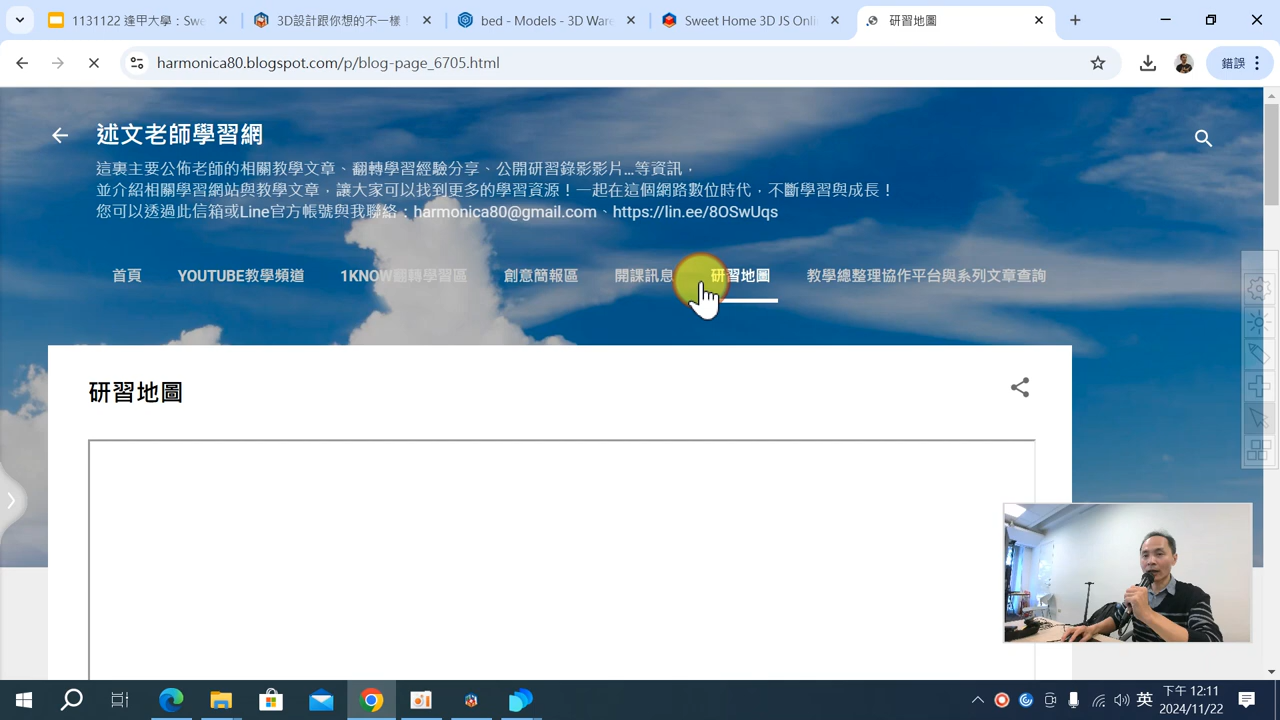 1131122 逢甲大學：Swe
3D設計跟你想的不一樣！
bed - Models - 3D Ware
Sweet Home 3D JS Onli
研習地圖
harmonica80.blogspot.com/p/blog-page_6705.html
錯誤
述文老師學習網
這裏主要公佈老師的相關教學文章、翻轉學習經驗分享、公開研習錄影影片...等資訊，
並介紹相關學習網站與教學文章，讓大家可以找到更多的學習資源！一起在這個網路數位時代，不斷學習與成長！
您可以透過此信箱或Line官方帳號與我聯絡：harmonica80@gmail.com、https://lin.ee/8OSwUqs
首頁 YOUTUBE教學頻道 1KNOW翻轉學習區 創意簡報區 開課訊息 研習地圖 教學總整理協作平台與系列文章查詢
研習地圖
英
下午 12:11
2024/11/22